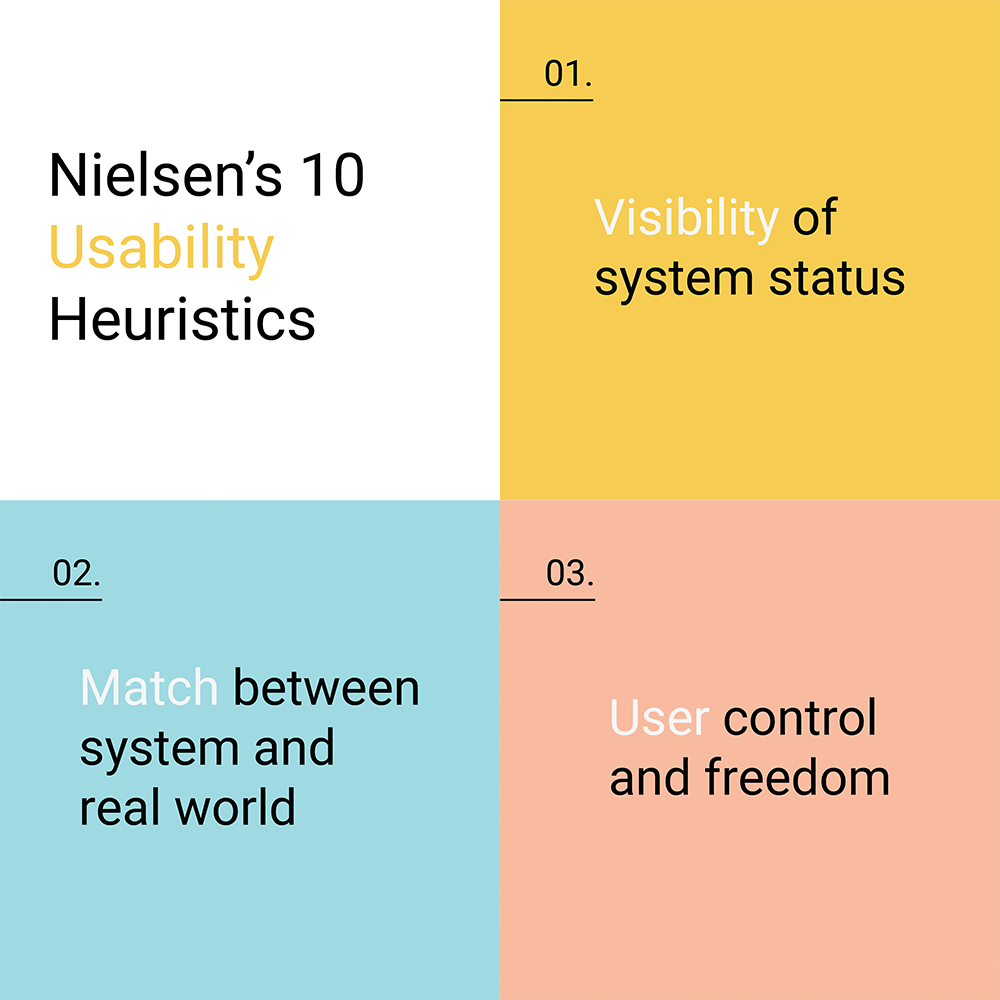 Nielsen’s 10
Usability
Heuristics
01.
Visibility of
system status
02.
Match between
system and
real world
03.
User control
and freedom